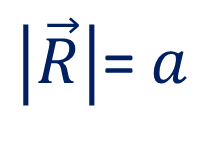 |R⃗| = a